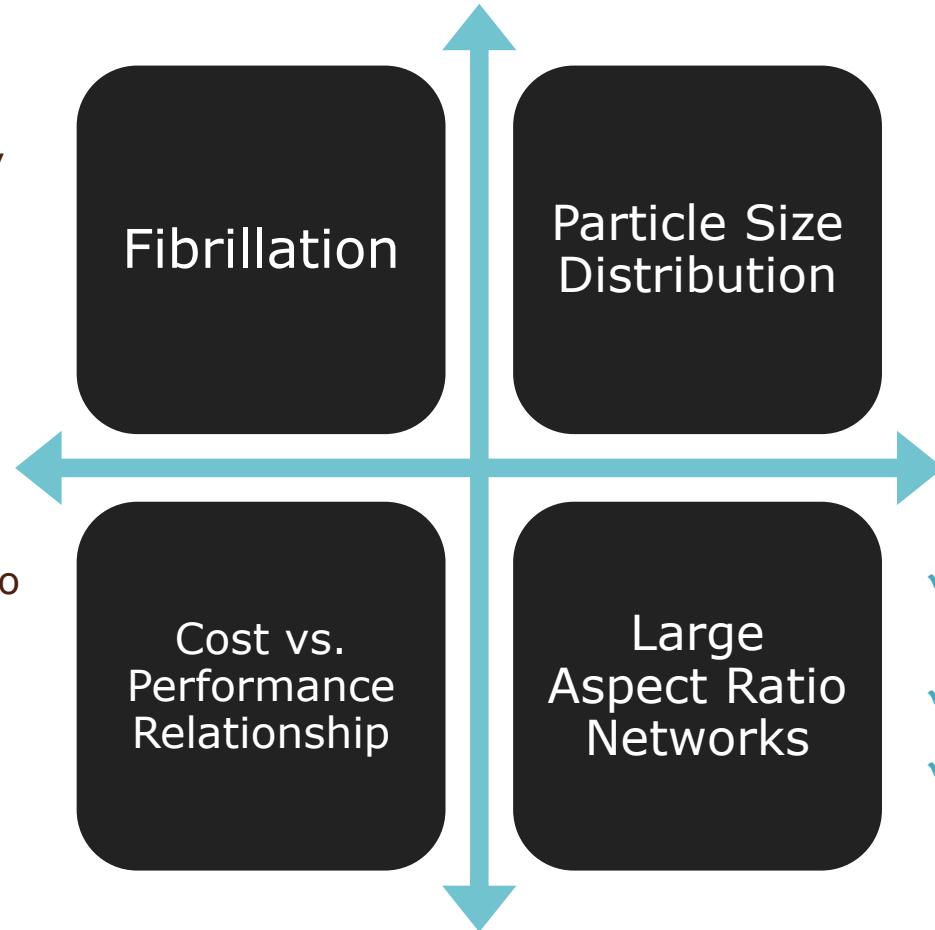 Fibrillation
Particle Size
Distribution
Cost vs.
Performance
Relationship
Large
Aspect Ratio
Networks